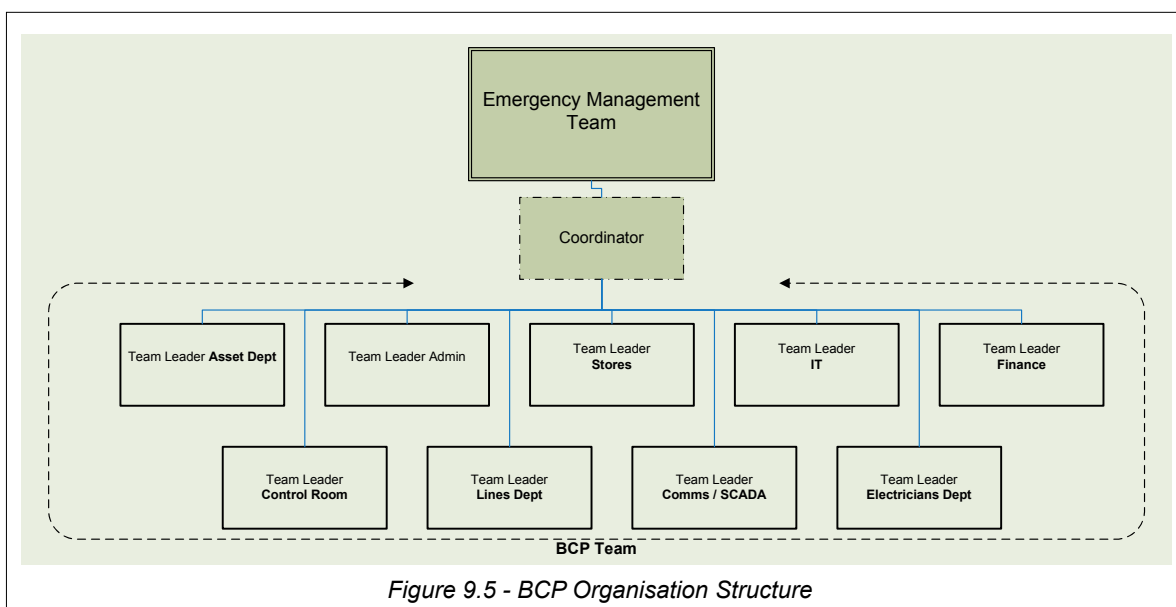 Emergency Management
Team
Coordinator
Team Leader Asset Dept
Team Leader Admin
Team Leader
Stores
Team Leader
IT
Team Leader
Finance
Team Leader
Control Room
Team Leader
Lines Dept
Team Leader
Comms / SCADA
Team Leader
Electricians Dept
BCP Team
Figure 9.5 - BCP Organisation Structure